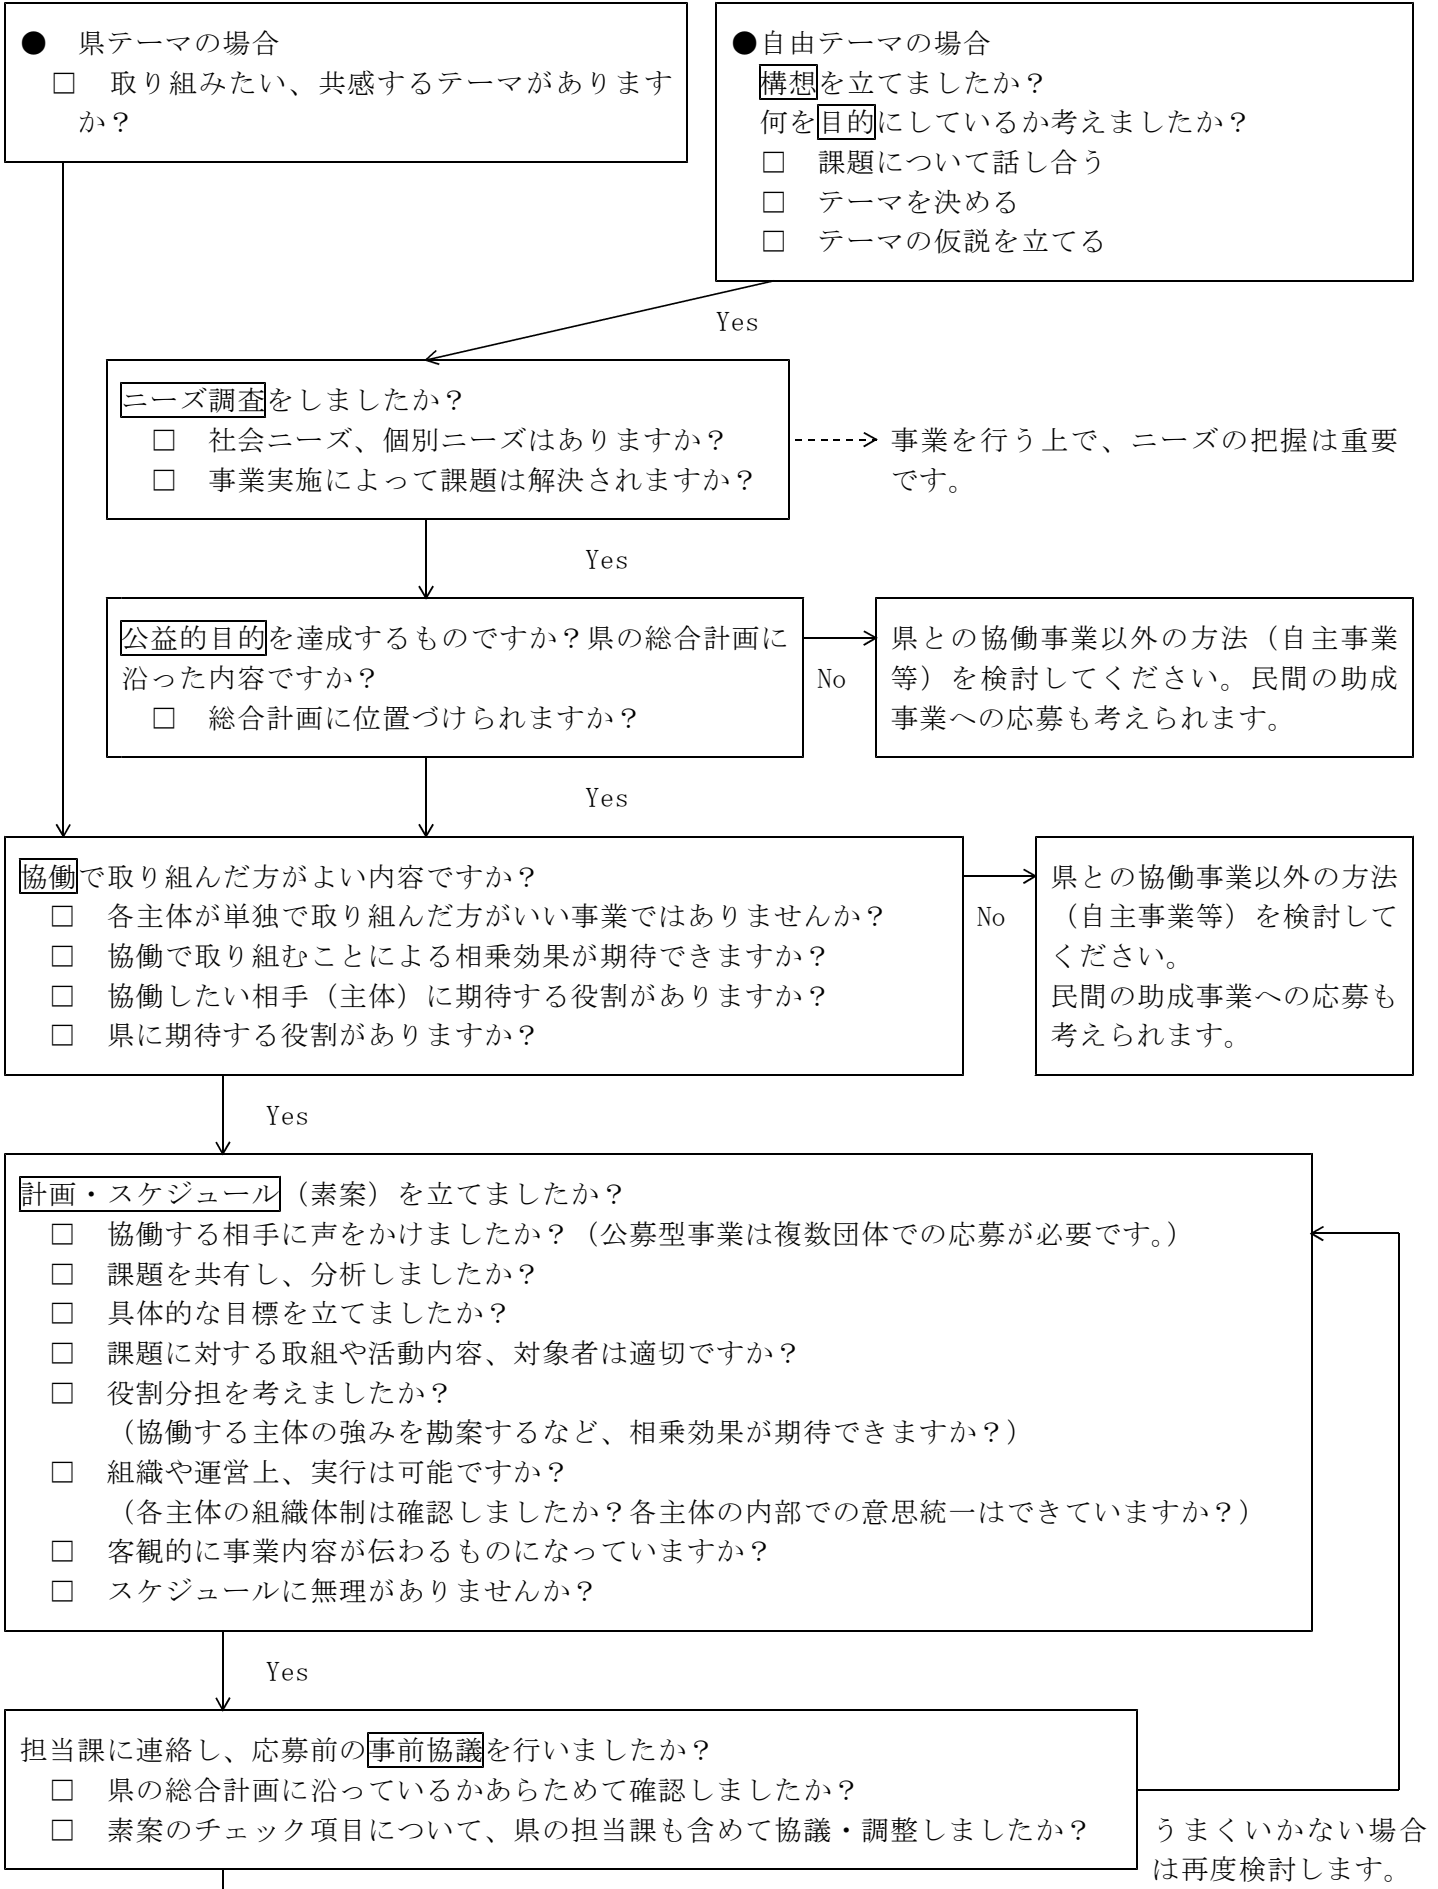 ●　県テーマの場合
□　取り組みたい、共感するテーマがあります
か？
●自由テーマの場合
構想を立てましたか？
何を目的にしているか考えましたか？
□　課題について話し合う
□　テーマを決める
□　テーマの仮説を立てる
Yes
ニーズ調査をしましたか？
□　社会ニーズ、個別ニーズはありますか？
□　事業実施によって課題は解決されますか？
事業を行う上で、ニーズの把握は重要
です。
Yes
公益的目的を達成するものですか？県の総合計画に
沿った内容ですか？
□　総合計画に位置づけられますか？
No
県との協働事業以外の方法（自主事業
等）を検討してください。民間の助成
事業への応募も考えられます。
Yes
協働で取り組んだ方がよい内容ですか？
□　各主体が単独で取り組んだ方がいい事業ではありませんか？
□　協働で取り組むことによる相乗効果が期待できますか？
□　協働したい相手（主体）に期待する役割がありますか？
□　県に期待する役割がありますか？
No
県との協働事業以外の方法
（自主事業等）を検討して
ください。
民間の助成事業への応募も
考えられます。
Yes
計画・スケジュール（素案）を立てましたか？
□　協働する相手に声をかけましたか？（公募型事業は複数団体での応募が必要です。）
□　課題を共有し、分析しましたか？
□　具体的な目標を立てましたか？
□　課題に対する取組や活動内容、対象者は適切ですか？
□　役割分担を考えましたか？
（協働する主体の強みを勘案するなど、相乗効果が期待できますか？）
□　組織や運営上、実行は可能ですか？
（各主体の組織体制は確認しましたか？各主体の内部での意思統一はできていますか？）
□　客観的に事業内容が伝わるものになっていますか？
□　スケジュールに無理がありませんか？
Yes
担当課に連絡し、応募前の事前協議を行いましたか？
□　県の総合計画に沿っているかあらためて確認しましたか？
□　素案のチェック項目について、県の担当課も含めて協議・調整しましたか？
うまくいかない場合
は再度検討します。